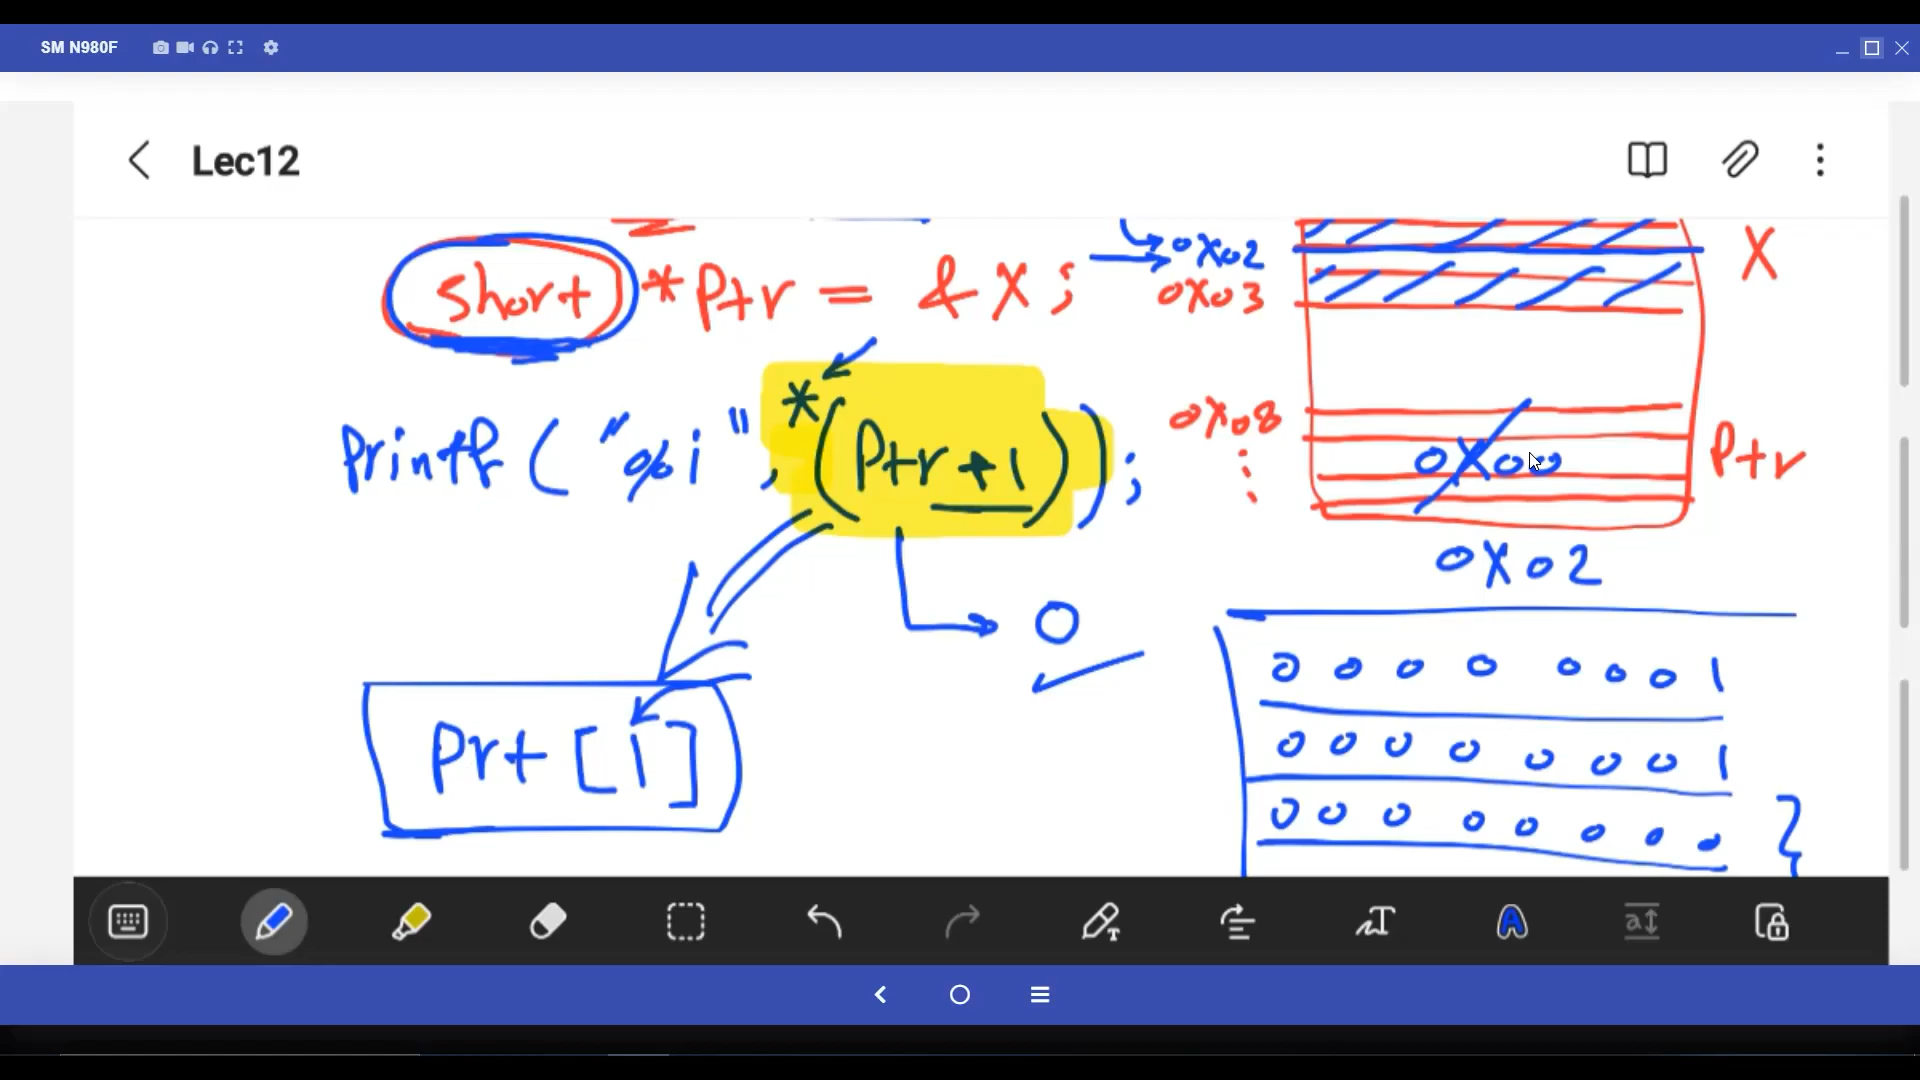 SM N980F
Lec12
short *Ptr = &X;
0X02
0X03
X
printf("%i", *(Ptr+1));
0X08
0X00
Ptr
0X02
0
Prt[1]
0 0 0 0 0 0 0 1
0 0 0 0 0 0 0 1
0 0 0 0 0 0 0 0
}